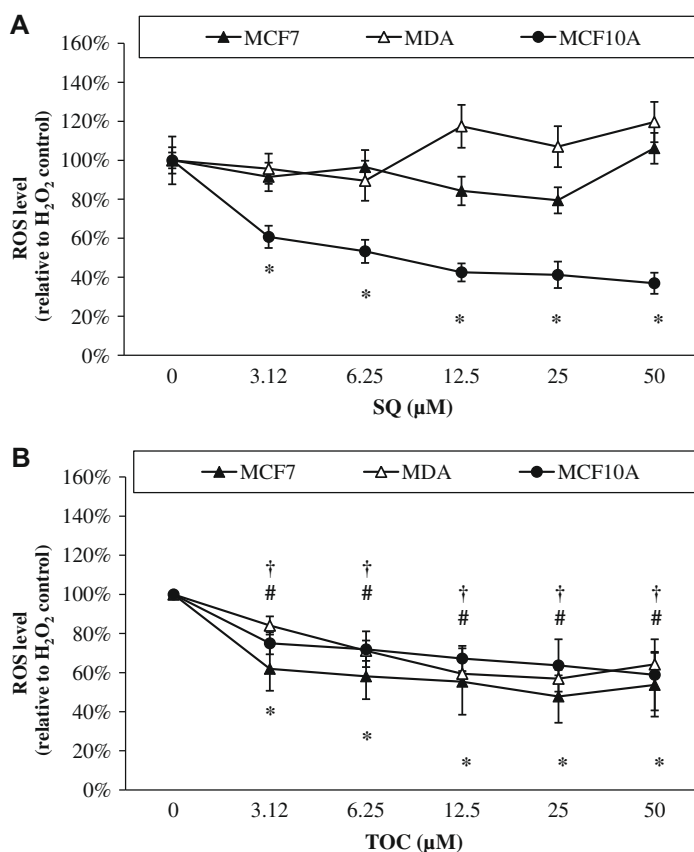 A
MCF7 MDA MCF10A
160%
140%
120%
100%
80%
60%
40%
20%
0%
ROS level
(relative to H₂O₂ control)
* * * * *
0 3.12 6.25 12.5 25 50
SQ (µM)
B
MCF7 MDA MCF10A
160%
140%
120%
100%
80%
60%
40%
20%
0%
ROS level
(relative to H₂O₂ control)
† † † † †
# # # # #
* * * * *
0 3.12 6.25 12.5 25 50
TOC (µM)